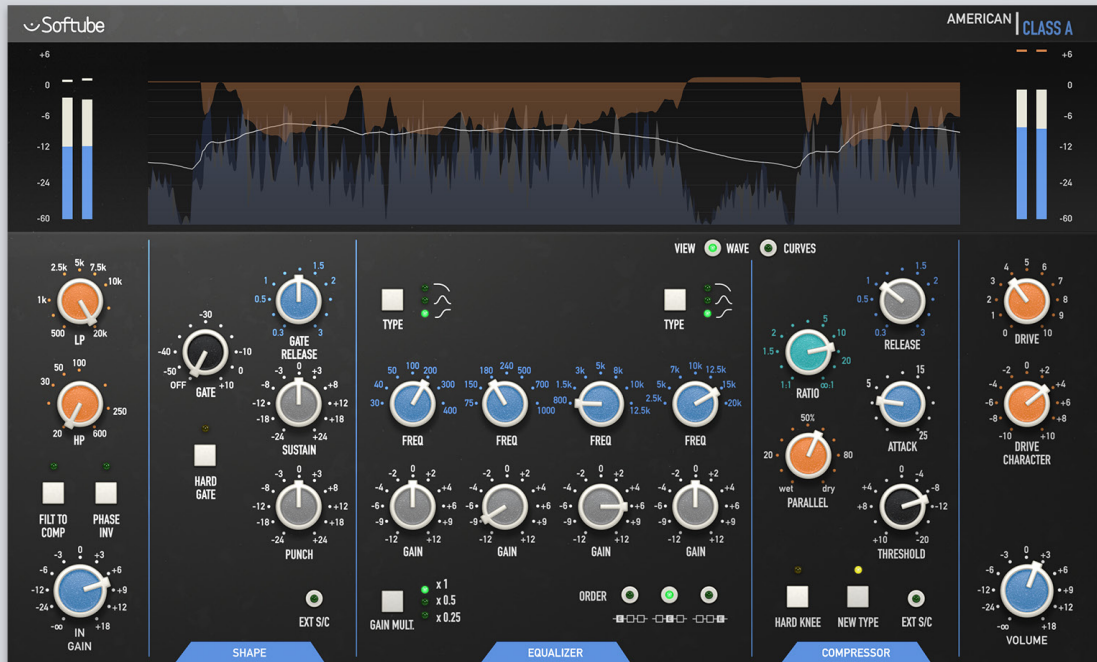 Softube
AMERICAN | CLASS A
+6 +6
0 0
-6 -6
-12 -12
-24 -24
-60 -60
VIEW WAVE CURVES
500 1k 2.5k 5k 7.5k 10k 20k
LP
20 30 50 100 250 600
HP
FILT TO COMP
PHASE INV
-∞ -24 -12 -6 -3 0 +3 +6 +9 +12 +18
IN GAIN
OFF -50 -40 -30 -10 0 +10
GATE
HARD GATE
0.3 0.5 1 1.5 2 3
GATE RELEASE
-24 -18 -12 -8 -3 0 +3 +8 +12 +18 +24
SUSTAIN
-24 -18 -12 -8 -3 0 +3 +8 +12 +18 +24
PUNCH
EXT S/C
SHAPE
TYPE
TYPE
30 40 50 100 200 300 400
FREQ
75 150 180 240 500 700 1000
FREQ
800 1.5k 3k 5k 8k 10k 12.5k
FREQ
2.5k 5k 7k 10k 12.5k 15k 20k
FREQ
-12 -9 -6 -4 -2 0 +2 +4 +6 +9 +12
GAIN
-12 -9 -6 -4 -2 0 +2 +4 +6 +9 +12
GAIN
-12 -9 -6 -4 -2 0 +2 +4 +6 +9 +12
GAIN
-12 -9 -6 -4 -2 0 +2 +4 +6 +9 +12
GAIN
GAIN MULT.
x 1
x 0.5
x 0.25
ORDER
E E E
EQUALIZER
1:1 1.5 2 5 10 20 ∞:1
RATIO
wet 20 50% 80 dry
PARALLEL
0.3 0.5 1 1.5 2 3
RELEASE
5 15 25
ATTACK
+10 +8 +4 0 -4 -8 -12 -20
THRESHOLD
HARD KNEE
NEW TYPE
EXT S/C
COMPRESSOR
0 1 2 3 4 5 6 7 8 9 10
DRIVE
-10 -8 -6 -4 -2 0 +2 +4 +6 +8 +10
DRIVE CHARACTER
-∞ -24 -12 -6 -3 0 +3 +6 +9 +12 +18
VOLUME